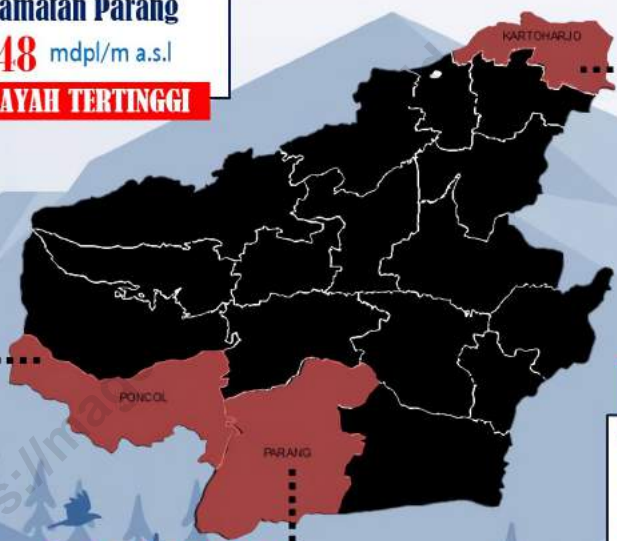 amatan Parang
48 mdpl/m a.s.l
AYAH TERTINGGI
KARTOHARJO
PONCOL
PARANG